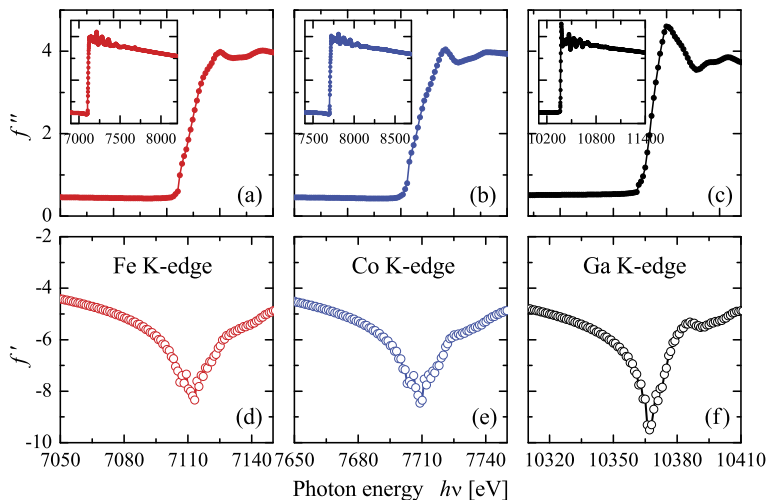 4
2
0
f''
7000 7500 8000
(a)
7500 8000 8500
(b)
10200 10800 11400
(c)
-2
-4
-6
-8
-10
f'
Fe K-edge
(d)
Co K-edge
(e)
Ga K-edge
(f)
7050 7080 7110 7140
7650 7680 7710 7740
10320 10350 10380 10410
Photon energy hν [eV]